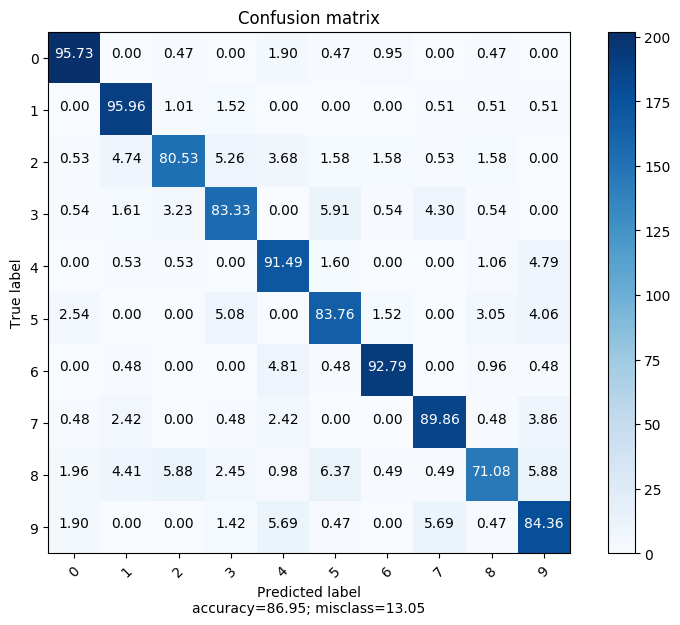 Confusion matrix
0 95.73 0.00 0.47 0.00 1.90 0.47 0.95 0.00 0.47 0.00
1 0.00 95.96 1.01 1.52 0.00 0.00 0.00 0.51 0.51 0.51
2 0.53 4.74 80.53 5.26 3.68 1.58 1.58 0.53 1.58 0.00
3 0.54 1.61 3.23 83.33 0.00 5.91 0.54 4.30 0.54 0.00
4 0.00 0.53 0.53 0.00 91.49 1.60 0.00 0.00 1.06 4.79
5 2.54 0.00 0.00 5.08 0.00 83.76 1.52 0.00 3.05 4.06
6 0.00 0.48 0.00 0.00 4.81 0.48 92.79 0.00 0.96 0.48
7 0.48 2.42 0.00 0.48 2.42 0.00 0.00 89.86 0.48 3.86
8 1.96 4.41 5.88 2.45 0.98 6.37 0.49 0.49 71.08 5.88
9 1.90 0.00 0.00 1.42 5.69 0.47 0.00 5.69 0.47 84.36
0 1 2 3 4 5 6 7 8 9
True label
Predicted label
accuracy=86.95; misclass=13.05
200
175
150
125
100
75
50
25
0